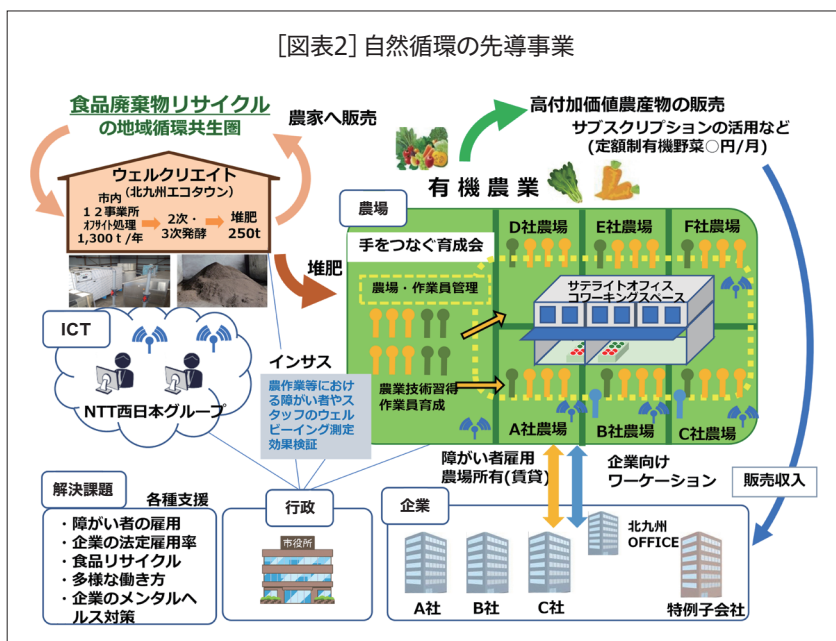 [図表2] 自然循環の先導事業
食品廃棄物リサイクル
の地域循環共生圏
農家へ販売
ウェルクリエイト
(北九州エコタウン)
市内
12事業所
オフサイト処理
1,300t/年
2次・
3次発酵
堆肥
250t
堆肥
高付加価値農産物の販売
サブスクリプションの活用など
(定額制有機野菜○円/月)
有機農業
農場
手をつなぐ育成会
農場・作業員管理
農業技術習得
作業員育成
D社農場
E社農場
F社農場
サテライトオフィス
コワーキングスペース
A社農場
B社農場
C社農場
ICT
NTT西日本グループ
インサス
農作業等におけ
る障がい者やス
タッフのウェル
ビーイング測定
効果検証
障がい者雇用
農場所有(賃貸)
企業向け
ワーケーション
販売収入
解決課題
各種支援
・障がい者の雇用
・企業の法定雇用率
・食品リサイクル
・多様な働き方
・企業のメンタルヘ
ルス対策
行政
市役所
企業
A社
B社
C社
北九州
OFFICE
特例子会社